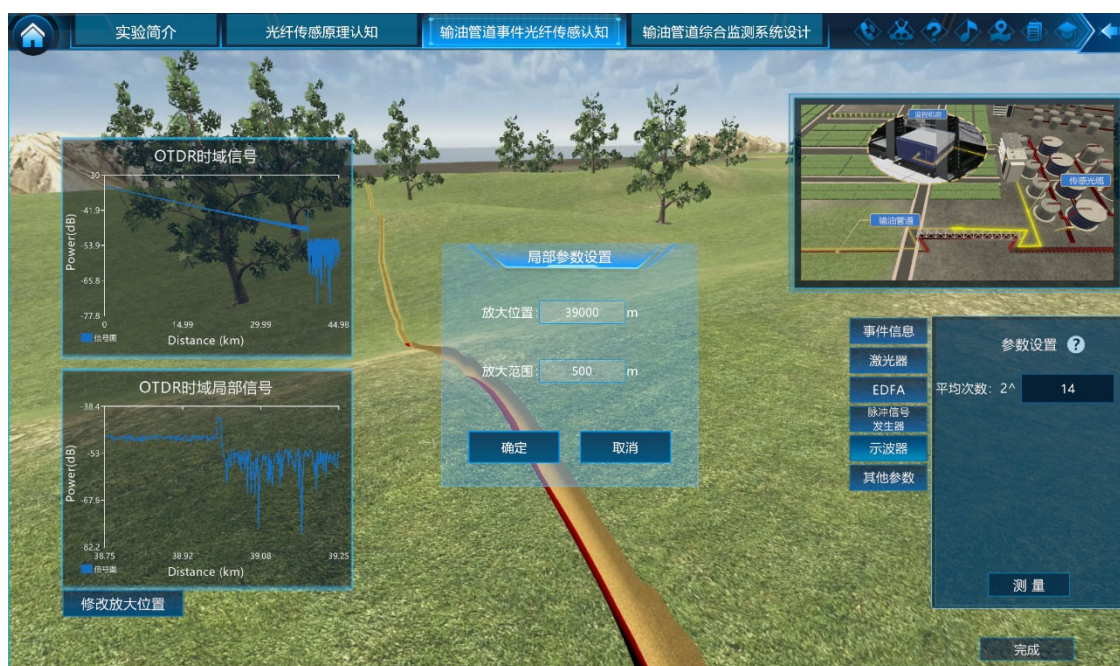 实验简介
光纤传感原理认知
输油管道事件光纤传感认知
输油管道综合监测系统设计
OTDR时域信号
Power(dB)
30
-41.9
-53.9
-65.8
-77.8
0
14.99
29.99
44.98
信号图
Distance (km)
OTDR时域局部信号
Power(dB)
-38.4
-53
-67.6
-82.2
38.75
38.92
39.08
39.25
信号图
Distance (km)
修改放大位置
局部参数设置
放大位置: 39000 m
放大范围: 500 m
确定
取消
监控机房
传感光缆
输油管道
事件信息
激光器
EDFA
脉冲信号
发生器
示波器
其他参数
参数设置 ?
平均次数: 2^ 14
测 量
完成